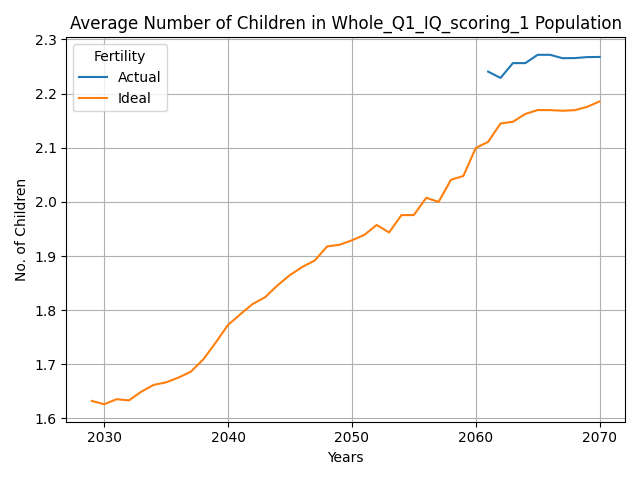 Average Number of Children in Whole_Q1_IQ_scoring_1 Population
Fertility
Actual
Ideal
2.3
2.2
2.1
2.0
1.9
1.8
1.7
1.6
No. of Children
2030 2040 2050 2060 2070
Years